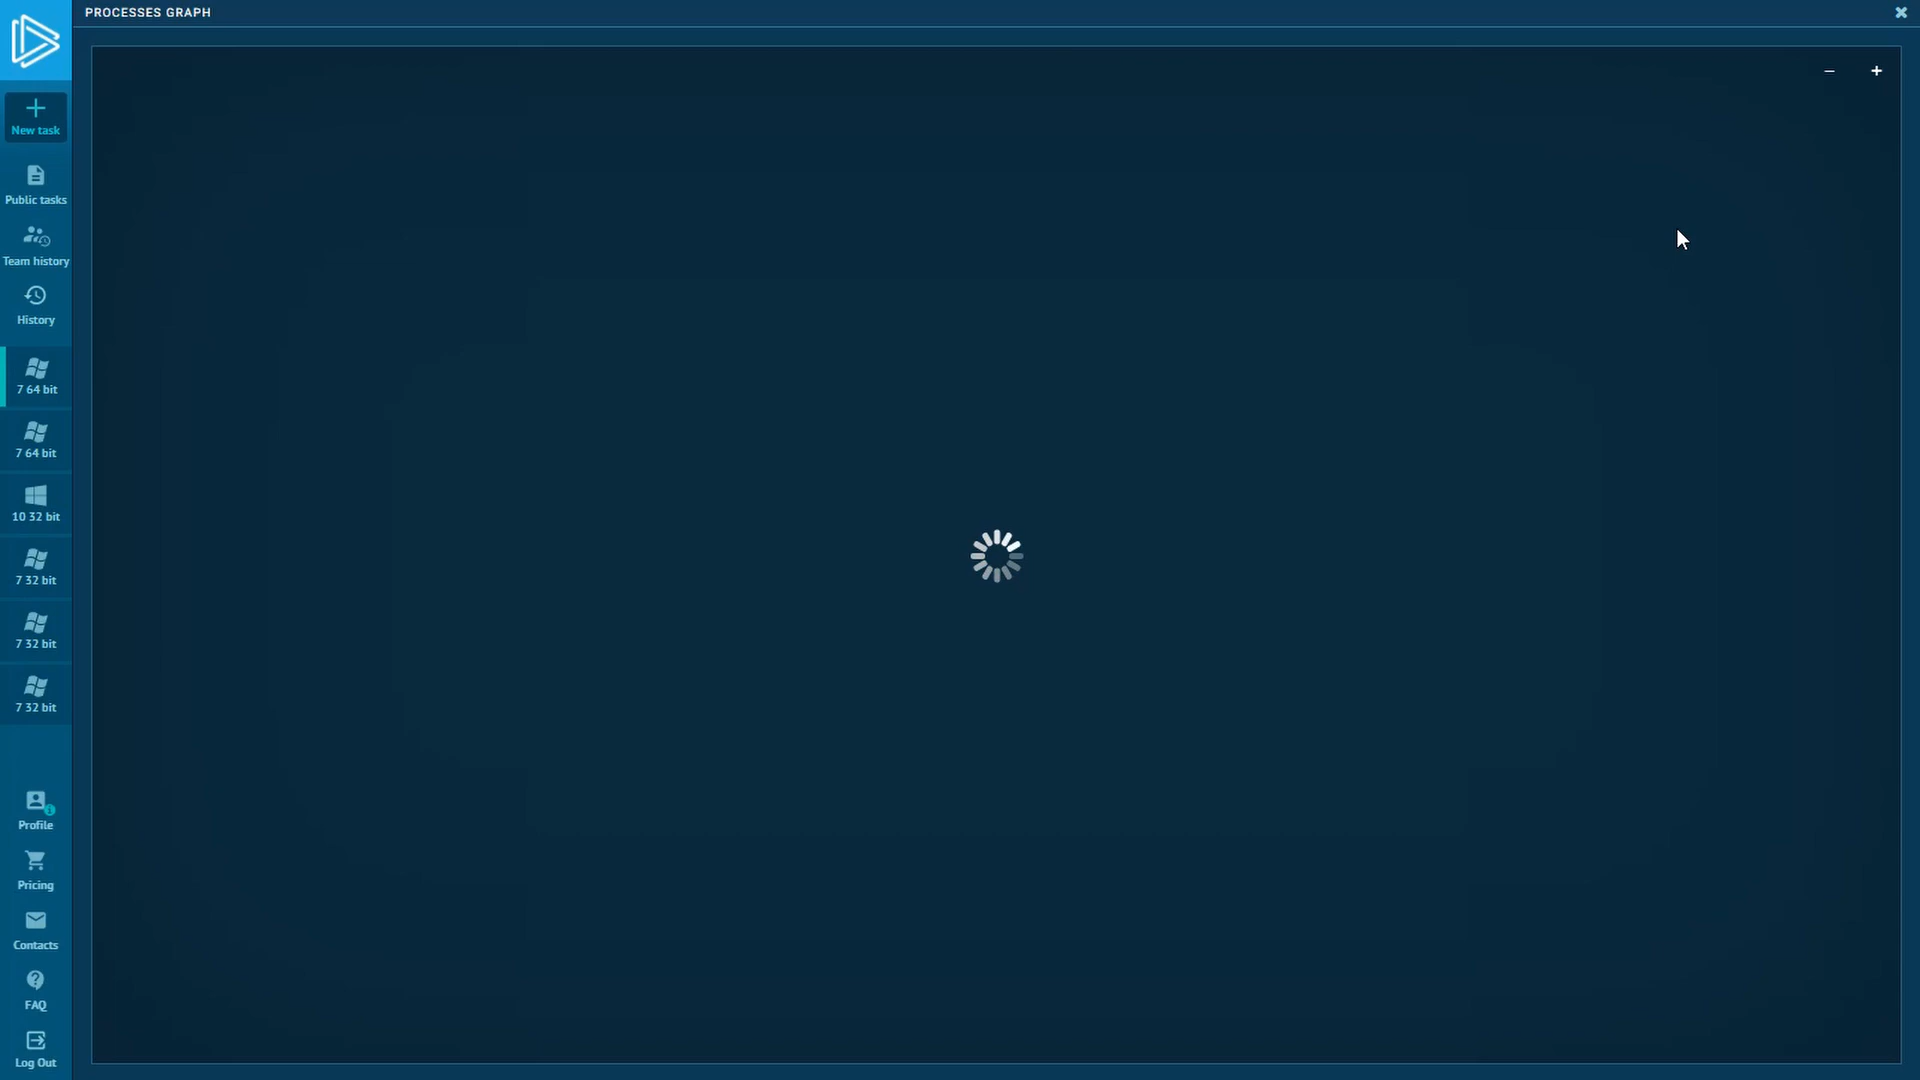 PROCESSES GRAPH
New task
Public tasks
Team history
History
7 64 bit
7 64 bit
10 32 bit
7 32 bit
7 32 bit
7 32 bit
Profile
Pricing
Contacts
FAQ
Log Out